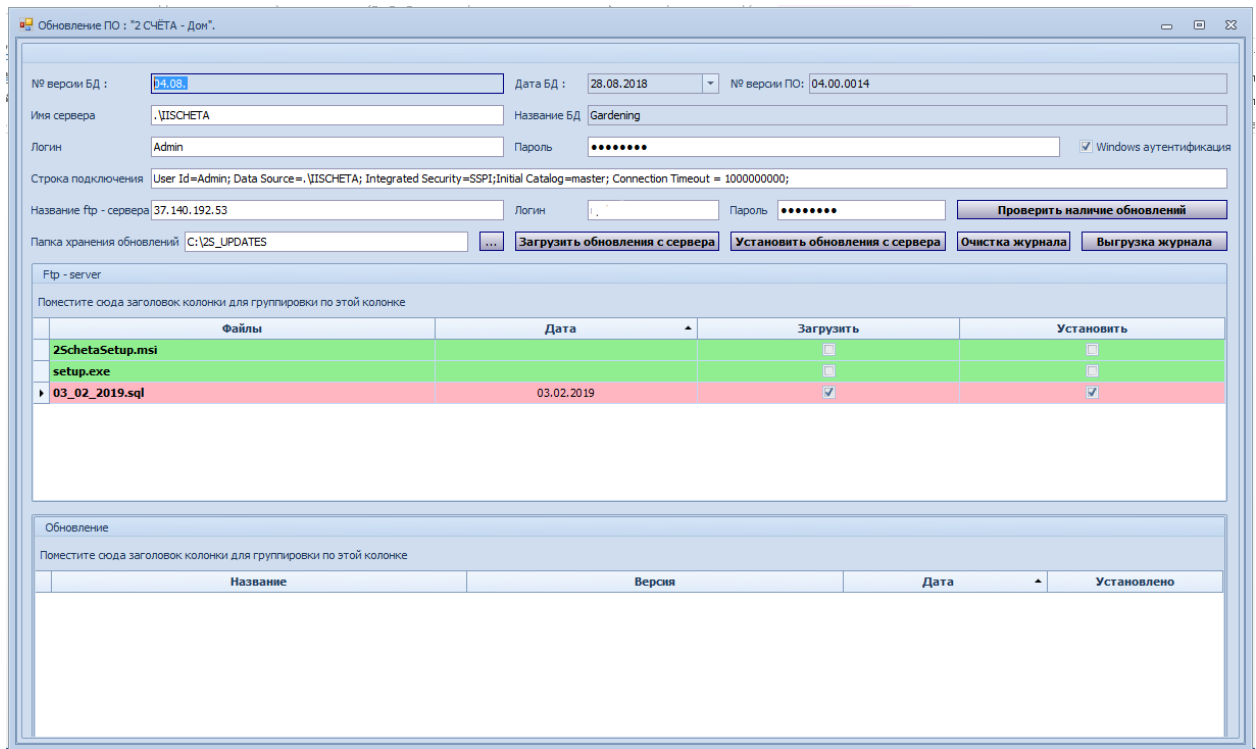 Обновление ПО : "2 СЧЁТА - Дом".
№ версии БД : 04.08. Дата БД : 28.08.2018 № версии ПО: 04.00.0014
Имя сервера .\IISCHETA Название БД Gardening
Логин Admin Пароль ●●●●●●●● Windows аутентификация
Строка подключения User Id=Admin; Data Source=.\IISCHETA; Integrated Security=SSPI;Initial Catalog=master; Connection Timeout = 1000000000;
Название ftp - сервера 37.140.192.53 Логин Пароль ●●●●●●●● Проверить наличие обновлений
Папка хранения обновлений C:\2S_UPDATES ... Загрузить обновления с сервера Установить обновления с сервера Очистка журнала Выгрузка журнала
Ftp - server
Поместите сюда заголовок колонки для группировки по этой колонке
Файлы Дата Загрузить Установить
2SchetaSetup.msi
setup.exe
03_02_2019.sql 03.02.2019
Обновление
Поместите сюда заголовок колонки для группировки по этой колонке
Название Версия Дата Установлено